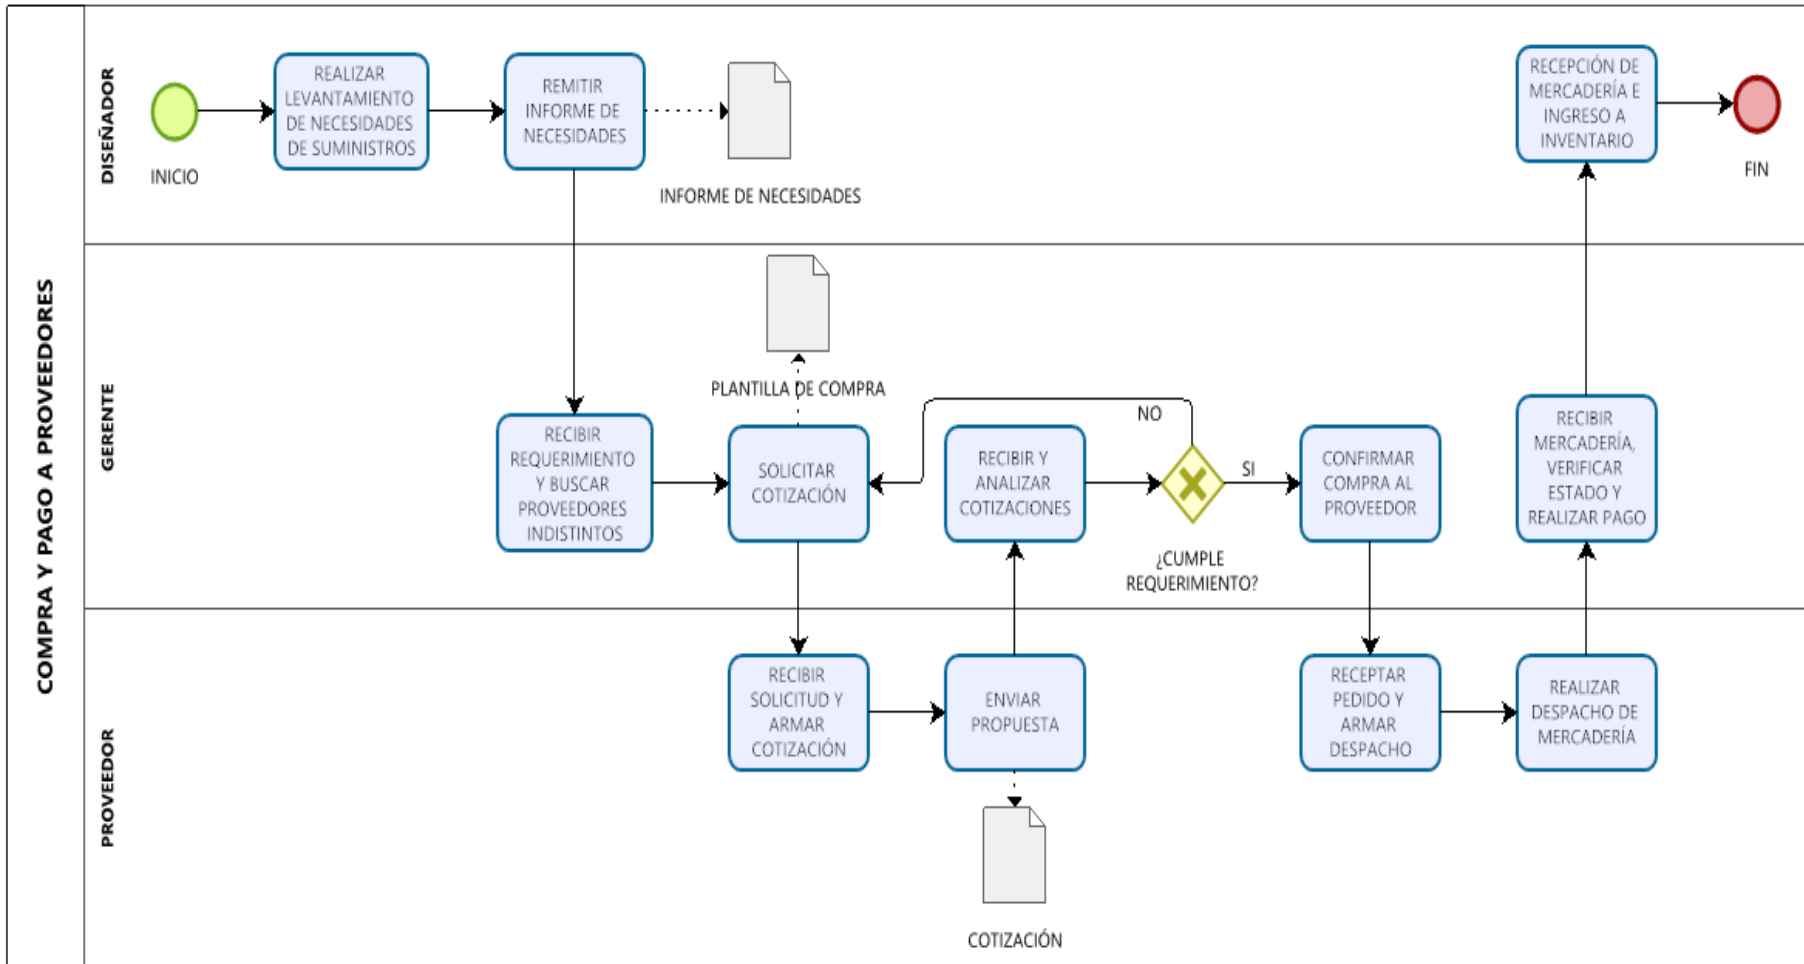 COMPRA Y PAGO A PROVEEDORES
DISEÑADOR
INICIO
REALIZAR
LEVANTAMIENTO
DE NECESIDADES
DE SUMINISTROS
REMITIR
INFORME DE
NECESIDADES
INFORME DE NECESIDADES
RECEPCIÓN DE
MERCADERÍA E
INGRESO A
INVENTARIO
FIN
GERENTE
RECIBIR
REQUERIMIENTO
Y BUSCAR
PROVEEDORES
INDISTINTOS
PLANTILLA DE COMPRA
SOLICITAR
COTIZACIÓN
RECIBIR Y
ANALIZAR
COTIZACIONES
NO
SI
¿CUMPLE
REQUERIMIENTO?
CONFIRMAR
COMPRA AL
PROVEEDOR
RECIBIR
MERCADERÍA,
VERIFICAR
ESTADO Y
REALIZAR PAGO
PROVEEDOR
RECIBIR
SOLICITUD Y
ARMAR
COTIZACIÓN
ENVIAR
PROPUESTA
COTIZACIÓN
RECEPTAR
PEDIDO Y
ARMAR
DESPACHO
REALIZAR
DESPACHO DE
MERCADERÍA